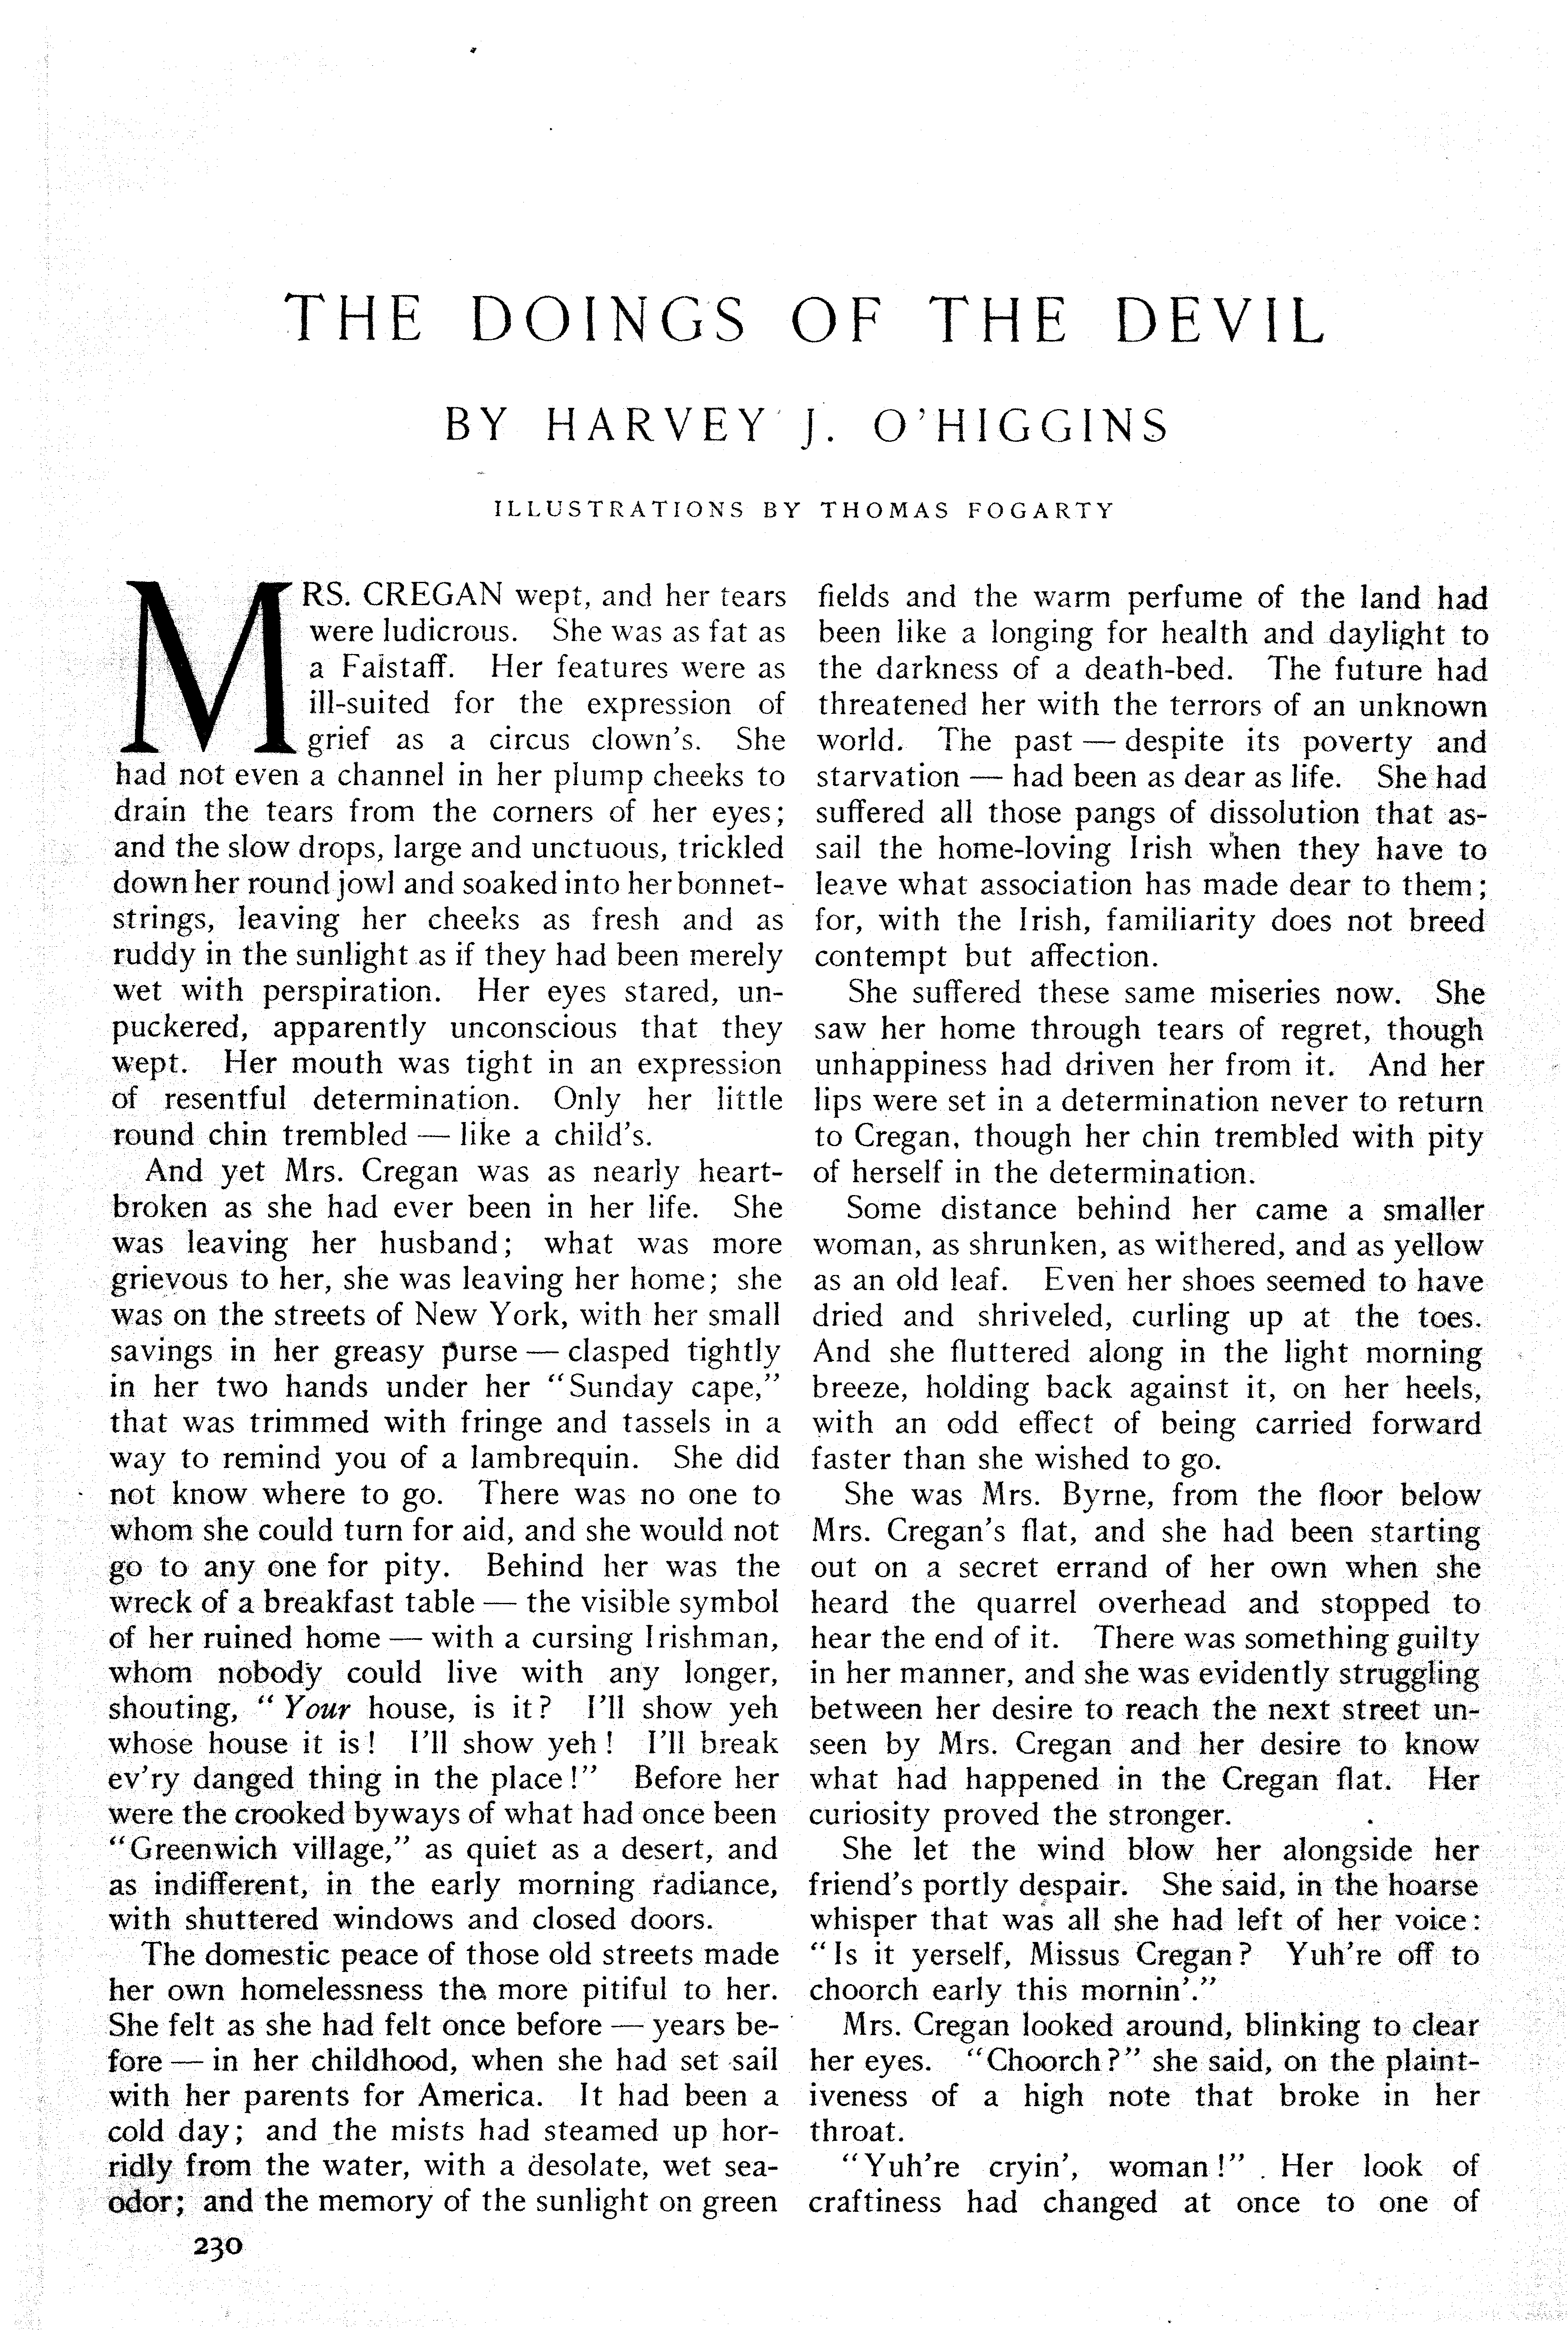 THE DOINGS OF THE DEVIL
BY HARVEY J. O'HIGGINS
ILLUSTRATIONS BY THOMAS FOGARTY
MRS. CREGAN wept, and her tears
were ludicrous. She was as fat as
a Falstaff. Her features were as
ill-suited for the expression of
grief as a circus clown's. She
had not even a channel in her plump cheeks to
drain the tears from the corners of her eyes;
and the slow drops, large and unctuous, trickled
down her round jowl and soaked into her bonnet-
strings, leaving her cheeks as fresh and as
ruddy in the sunlight as if they had been merely
wet with perspiration. Her eyes stared, un-
puckered, apparently unconscious that they
wept. Her mouth was tight in an expression
of resentful determination. Only her little
round chin trembled — like a child's.
And yet Mrs. Cregan was as nearly heart-
broken as she had ever been in her life. She
was leaving her husband; what was more
grievous to her, she was leaving her home; she
was on the streets of New York, with her small
savings in her greasy purse — clasped tightly
in her two hands under her "Sunday cape,"
that was trimmed with fringe and tassels in a
way to remind you of a lambrequin. She did
not know where to go. There was no one to
whom she could turn for aid, and she would not
go to any one for pity. Behind her was the
wreck of a breakfast table — the visible symbol
of her ruined home — with a cursing Irishman,
whom nobody could live with any longer,
shouting, "Your house, is it? I'll show yeh
whose house it is! I'll show yeh! I'll break
ev'ry danged thing in the place!" Before her
were the crooked byways of what had once been
"Greenwich village," as quiet as a desert, and
as indifferent, in the early morning radiance,
with shuttered windows and closed doors.
The domestic peace of those old streets made
her own homelessness the more pitiful to her.
She felt as she had felt once before — years be-
fore — in her childhood, when she had set sail
with her parents for America. It had been a
cold day; and the mists had steamed up hor-
ridly from the water, with a desolate, wet sea-
odor; and the memory of the sunlight on green
fields and the warm perfume of the land had
been like a longing for health and daylight to
the darkness of a death-bed. The future had
threatened her with the terrors of an unknown
world. The past — despite its poverty and
starvation — had been as dear as life. She had
suffered all those pangs of dissolution that as-
sail the home-loving Irish when they have to
leave what association has made dear to them;
for, with the Irish, familiarity does not breed
contempt but affection.
She suffered these same miseries now. She
saw her home through tears of regret, though
unhappiness had driven her from it. And her
lips were set in a determination never to return
to Cregan, though her chin trembled with pity
of herself in the determination.
Some distance behind her came a smaller
woman, as shrunken, as withered, and as yellow
as an old leaf. Even her shoes seemed to have
dried and shriveled, curling up at the toes.
And she fluttered along in the light morning
breeze, holding back against it, on her heels,
with an odd effect of being carried forward
faster than she wished to go.
She was Mrs. Byrne, from the floor below
Mrs. Cregan's flat, and she had been starting
out on a secret errand of her own when she
heard the quarrel overhead and stopped to
hear the end of it. There was something guilty
in her manner, and she was evidently struggling
between her desire to reach the next street un-
seen by Mrs. Cregan and her desire to know
what had happened in the Cregan flat. Her
curiosity proved the stronger.
She let the wind blow her alongside her
friend's portly despair. She said, in the hoarse
whisper that was all she had left of her voice:
"Is it yerself, Missus Cregan? Yuh're off to
choorch early this mornin'."
Mrs. Cregan looked around, blinking to clear
her eyes. "Choorch?" she said, on the plaint-
iveness of a high note that broke in her
throat.
"Yuh're cryin', woman!" Her look of
craftiness had changed at once to one of
230